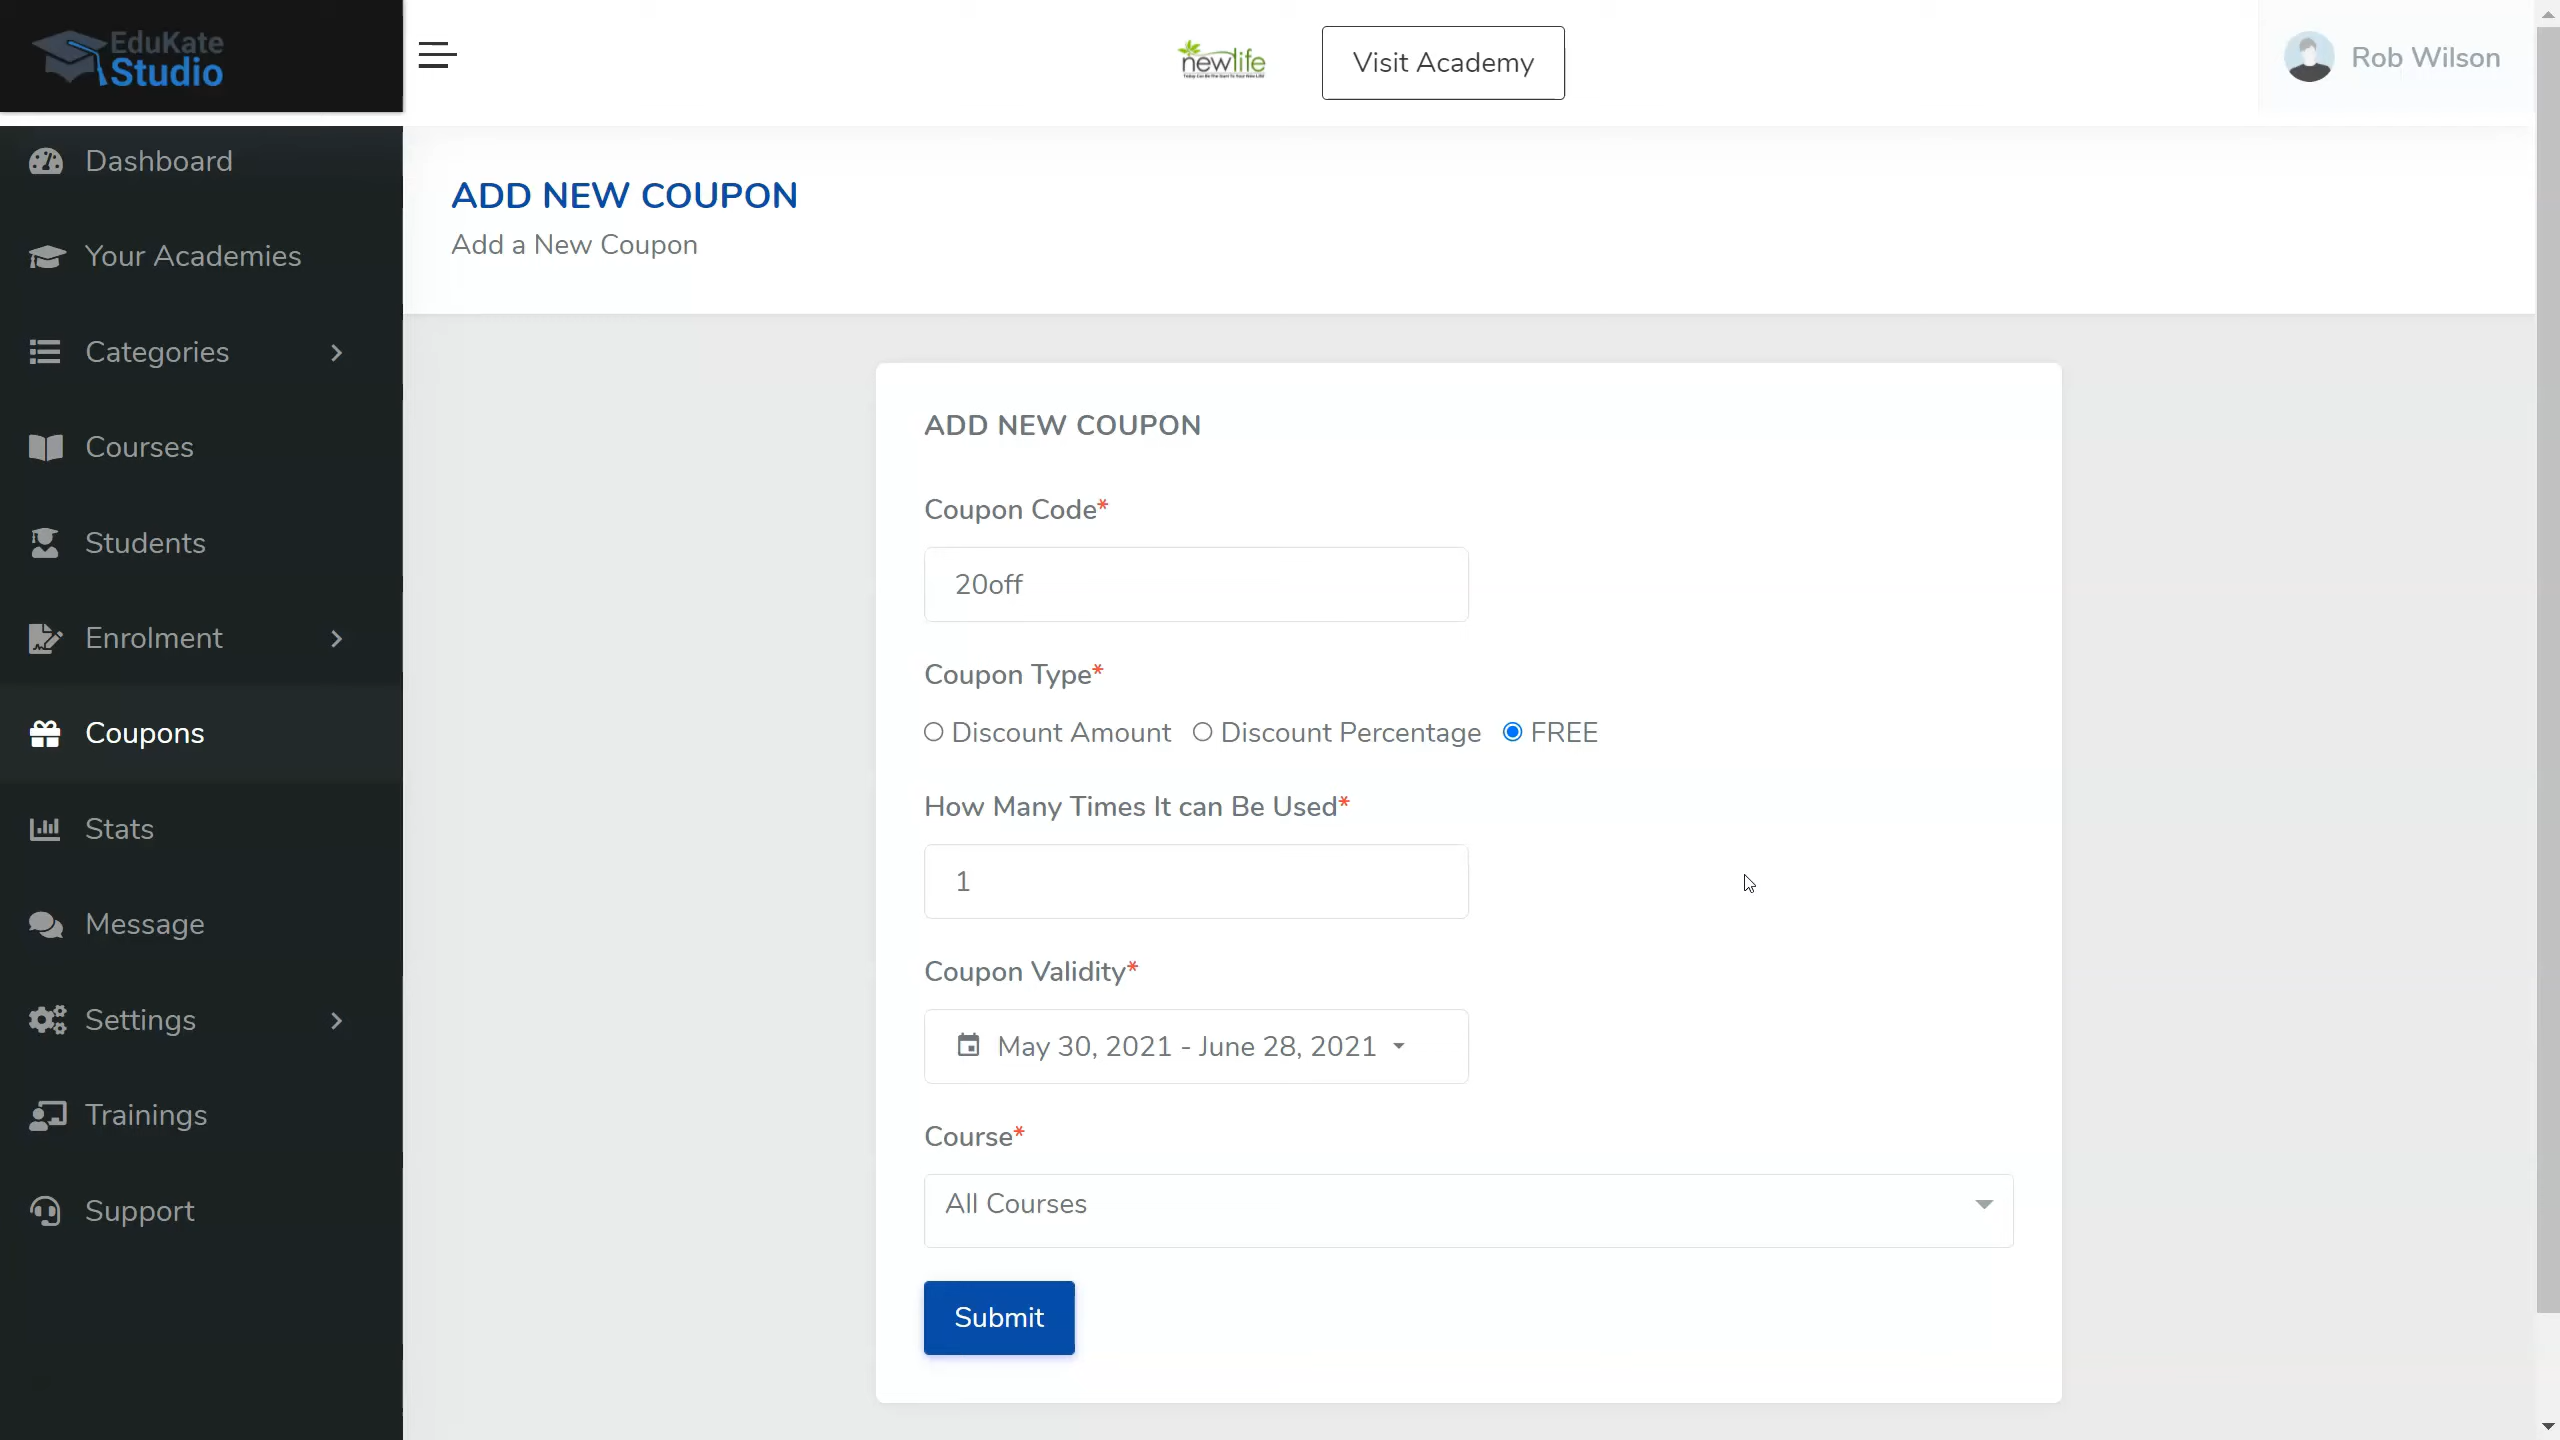 EduKate
Studio
newlife
Visit Academy
Rob Wilson
Dashboard
Your Academies
Categories
Courses
Students
Enrolment
Coupons
Stats
Message
Settings
Trainings
Support
ADD NEW COUPON
Add a New Coupon
ADD NEW COUPON
Coupon Code*
20off
Coupon Type*
Discount Amount Discount Percentage FREE
How Many Times It can Be Used*
1
Coupon Validity*
May 30, 2021 - June 28, 2021
Course*
All Courses
Submit